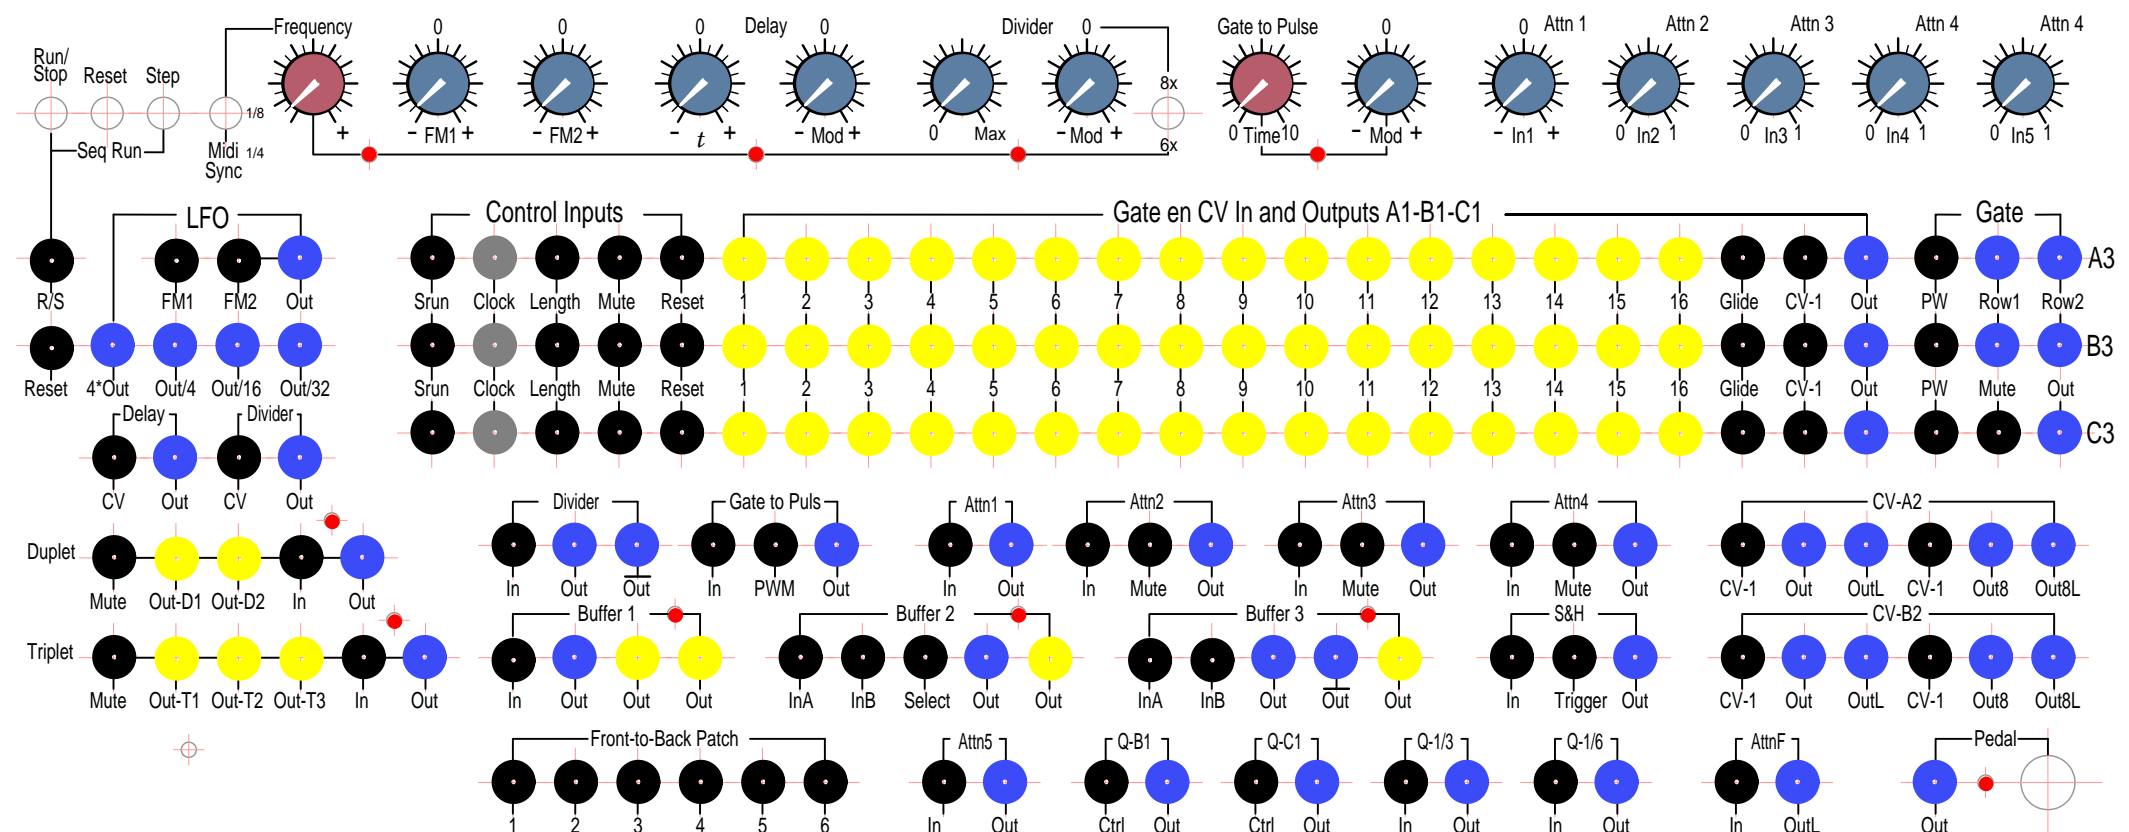 Frequency 0 0 0 Delay 0 Divider 0 Gate to Pulse 0 0 Attn 1 Attn 2 Attn 3 Attn 4 Attn 4
Run/
Stop Reset Step 8x
1/8
+ - FM1 + - FM2 + - t + - Mod + 0 Max - Mod + 0 Time 10 - Mod + - In1 + 0 In2 1 0 In3 1 0 In4 1 0 In5 1
Seq Run Midi 1/4 6x
Sync
LFO Control Inputs Gate en CV In and Outputs A1-B1-C1 Gate
A3
R/S FM1 FM2 Out Srun Clock Length Mute Reset 1 2 3 4 5 6 7 8 9 10 11 12 13 14 15 16 Glide CV-1 Out PW Row1 Row2
B3
Reset 4*Out Out/4 Out/16 Out/32 Srun Clock Length Mute Reset 1 2 3 4 5 6 7 8 9 10 11 12 13 14 15 16 Glide CV-1 Out PW Mute Out
Delay Divider
C3
CV Out CV Out Divider Gate to Puls Attn1 Attn2 Attn3 Attn4 CV-A2
Duplet
Mute Out-D1 Out-D2 In Out In Out Out In PWM Out In Out In Mute Out In Mute Out In Mute Out CV-1 Out OutL CV-1 Out8 Out8L
Buffer 1 Buffer 2 Buffer 3 S&H CV-B2
Triplet
Mute Out-T1 Out-T2 Out-T3 In Out In Out Out Out InA InB Select Out Out InA InB Out Out Out In Trigger Out CV-1 Out OutL CV-1 Out8 Out8L
Front-to-Back Patch Attn5 Q-B1 Q-C1 Q-1/3 Q-1/6 AttnF Pedal
1 2 3 4 5 6 In Out Ctrl Out Ctrl Out In Out In Out In OutL Out